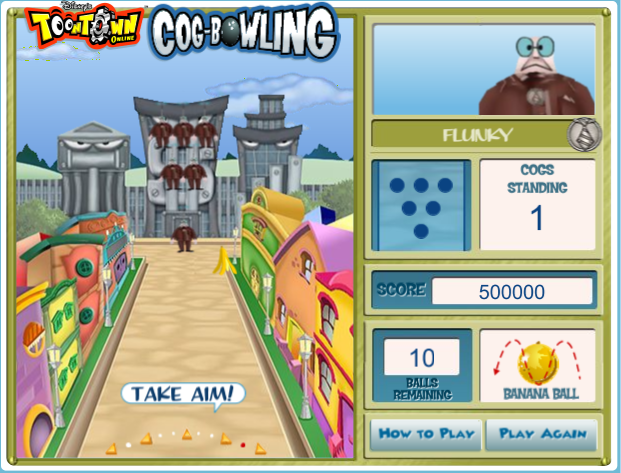 Disney's
TOONTOWN
ONLINE
COG-BOWLING
FLUNKY
COGS
STANDING
1
SCORE 500000
10
BALLS
REMAINING
BANANA BALL
TAKE AIM!
HOW TO PLAY
PLAY AGAIN